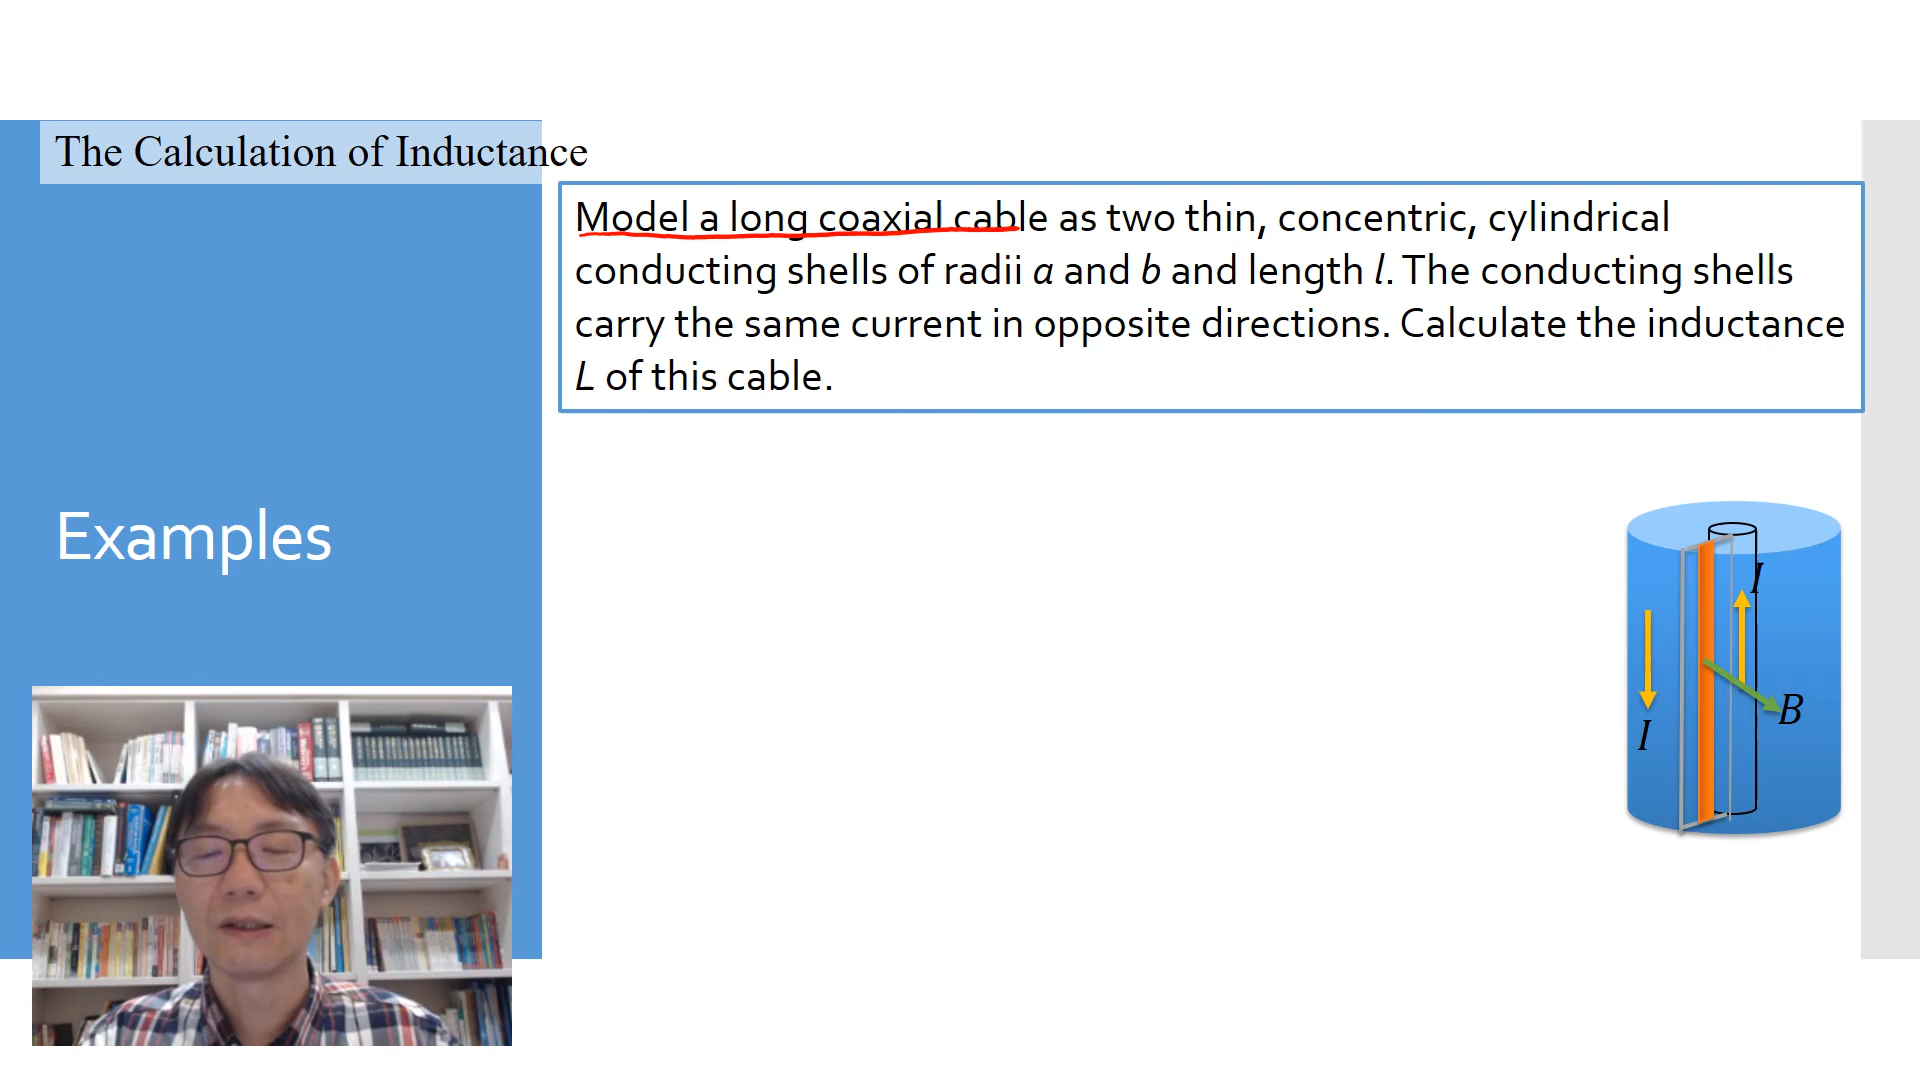 The Calculation of Inductance
Model a long coaxial cable as two thin, concentric, cylindrical
conducting shells of radii a and b and length l. The conducting shells
carry the same current in opposite directions. Calculate the inductance
L of this cable.
Examples
I
I
B